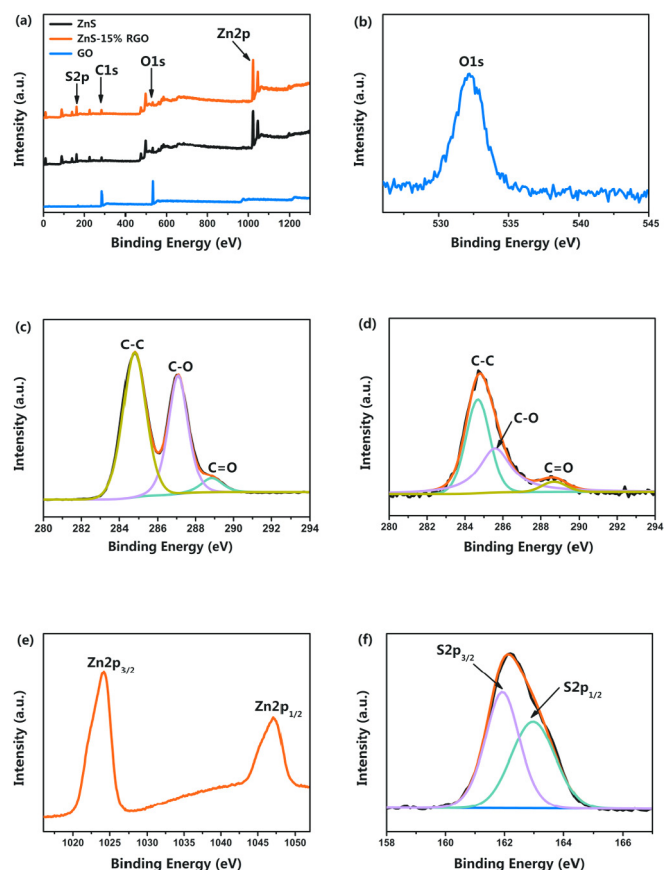 (a)
ZnS
ZnS-15% RGO
GO
S2p
C1s
O1s
Zn2p
Intensity (a.u.)
0 200 400 600 800 1000 1200
Binding Energy (eV)
(b)
O1s
Intensity (a.u.)
530 535 540 545
Binding Energy (eV)
(c)
C-C
C-O
C=O
Intensity (a.u.)
280 282 284 286 288 290 292 294
Binding Energy (eV)
(d)
C-C
C-O
C=O
Intensity (a.u.)
280 282 284 286 288 290 292 294
Binding Energy (eV)
(e)
Zn2p3/2
Zn2p1/2
Intensity (a.u.)
1020 1025 1030 1035 1040 1045 1050
Binding Energy (eV)
(f)
S2p3/2
S2p1/2
Intensity (a.u.)
158 160 162 164 166
Binding Energy (eV)